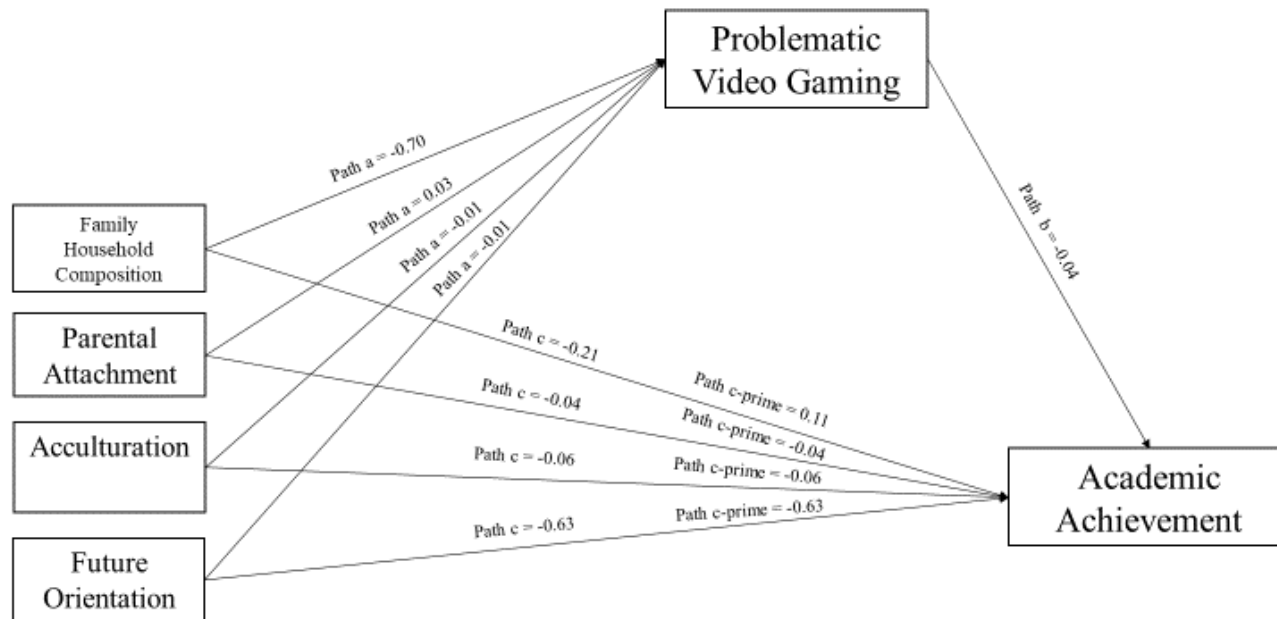 Problematic
Video Gaming
Path a = -0.70
Path a = 0.03
Path a = -0.01
Path a = -0.01
Path b = -0.04
Family
Household
Composition
Parental
Attachment
Acculturation
Future
Orientation
Path c = -0.21
Path c-prime = 0.11
Path c = -0.04
Path c-prime = -0.04
Path c = -0.06
Path c-prime = -0.06
Path c = -0.63
Path c-prime = -0.63
Academic
Achievement